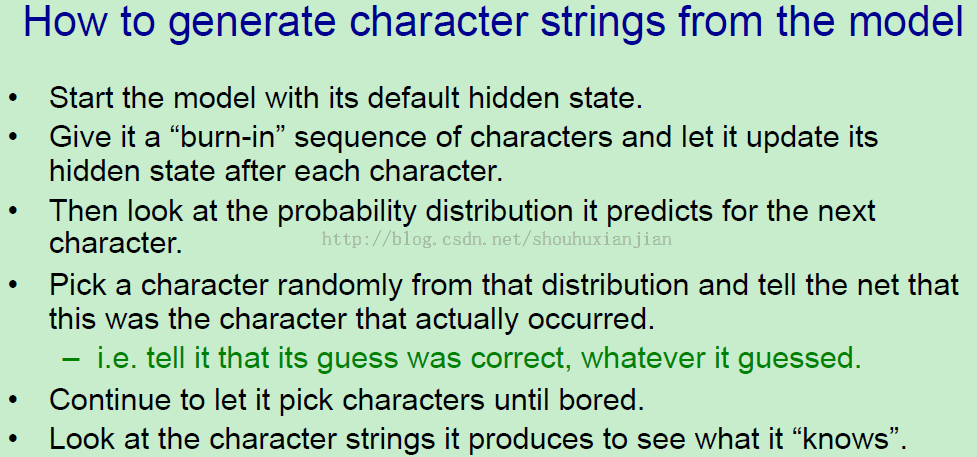 How to generate character strings from the model
• Start the model with its default hidden state.
• Give it a “burn-in” sequence of characters and let it update its
hidden state after each character.
• Then look at the probability distribution it predicts for the next
character.
http://blog.csdn.net/shouhuxianjian
• Pick a character randomly from that distribution and tell the net that
this was the character that actually occurred.
– i.e. tell it that its guess was correct, whatever it guessed.
• Continue to let it pick characters until bored.
• Look at the character strings it produces to see what it “knows”.